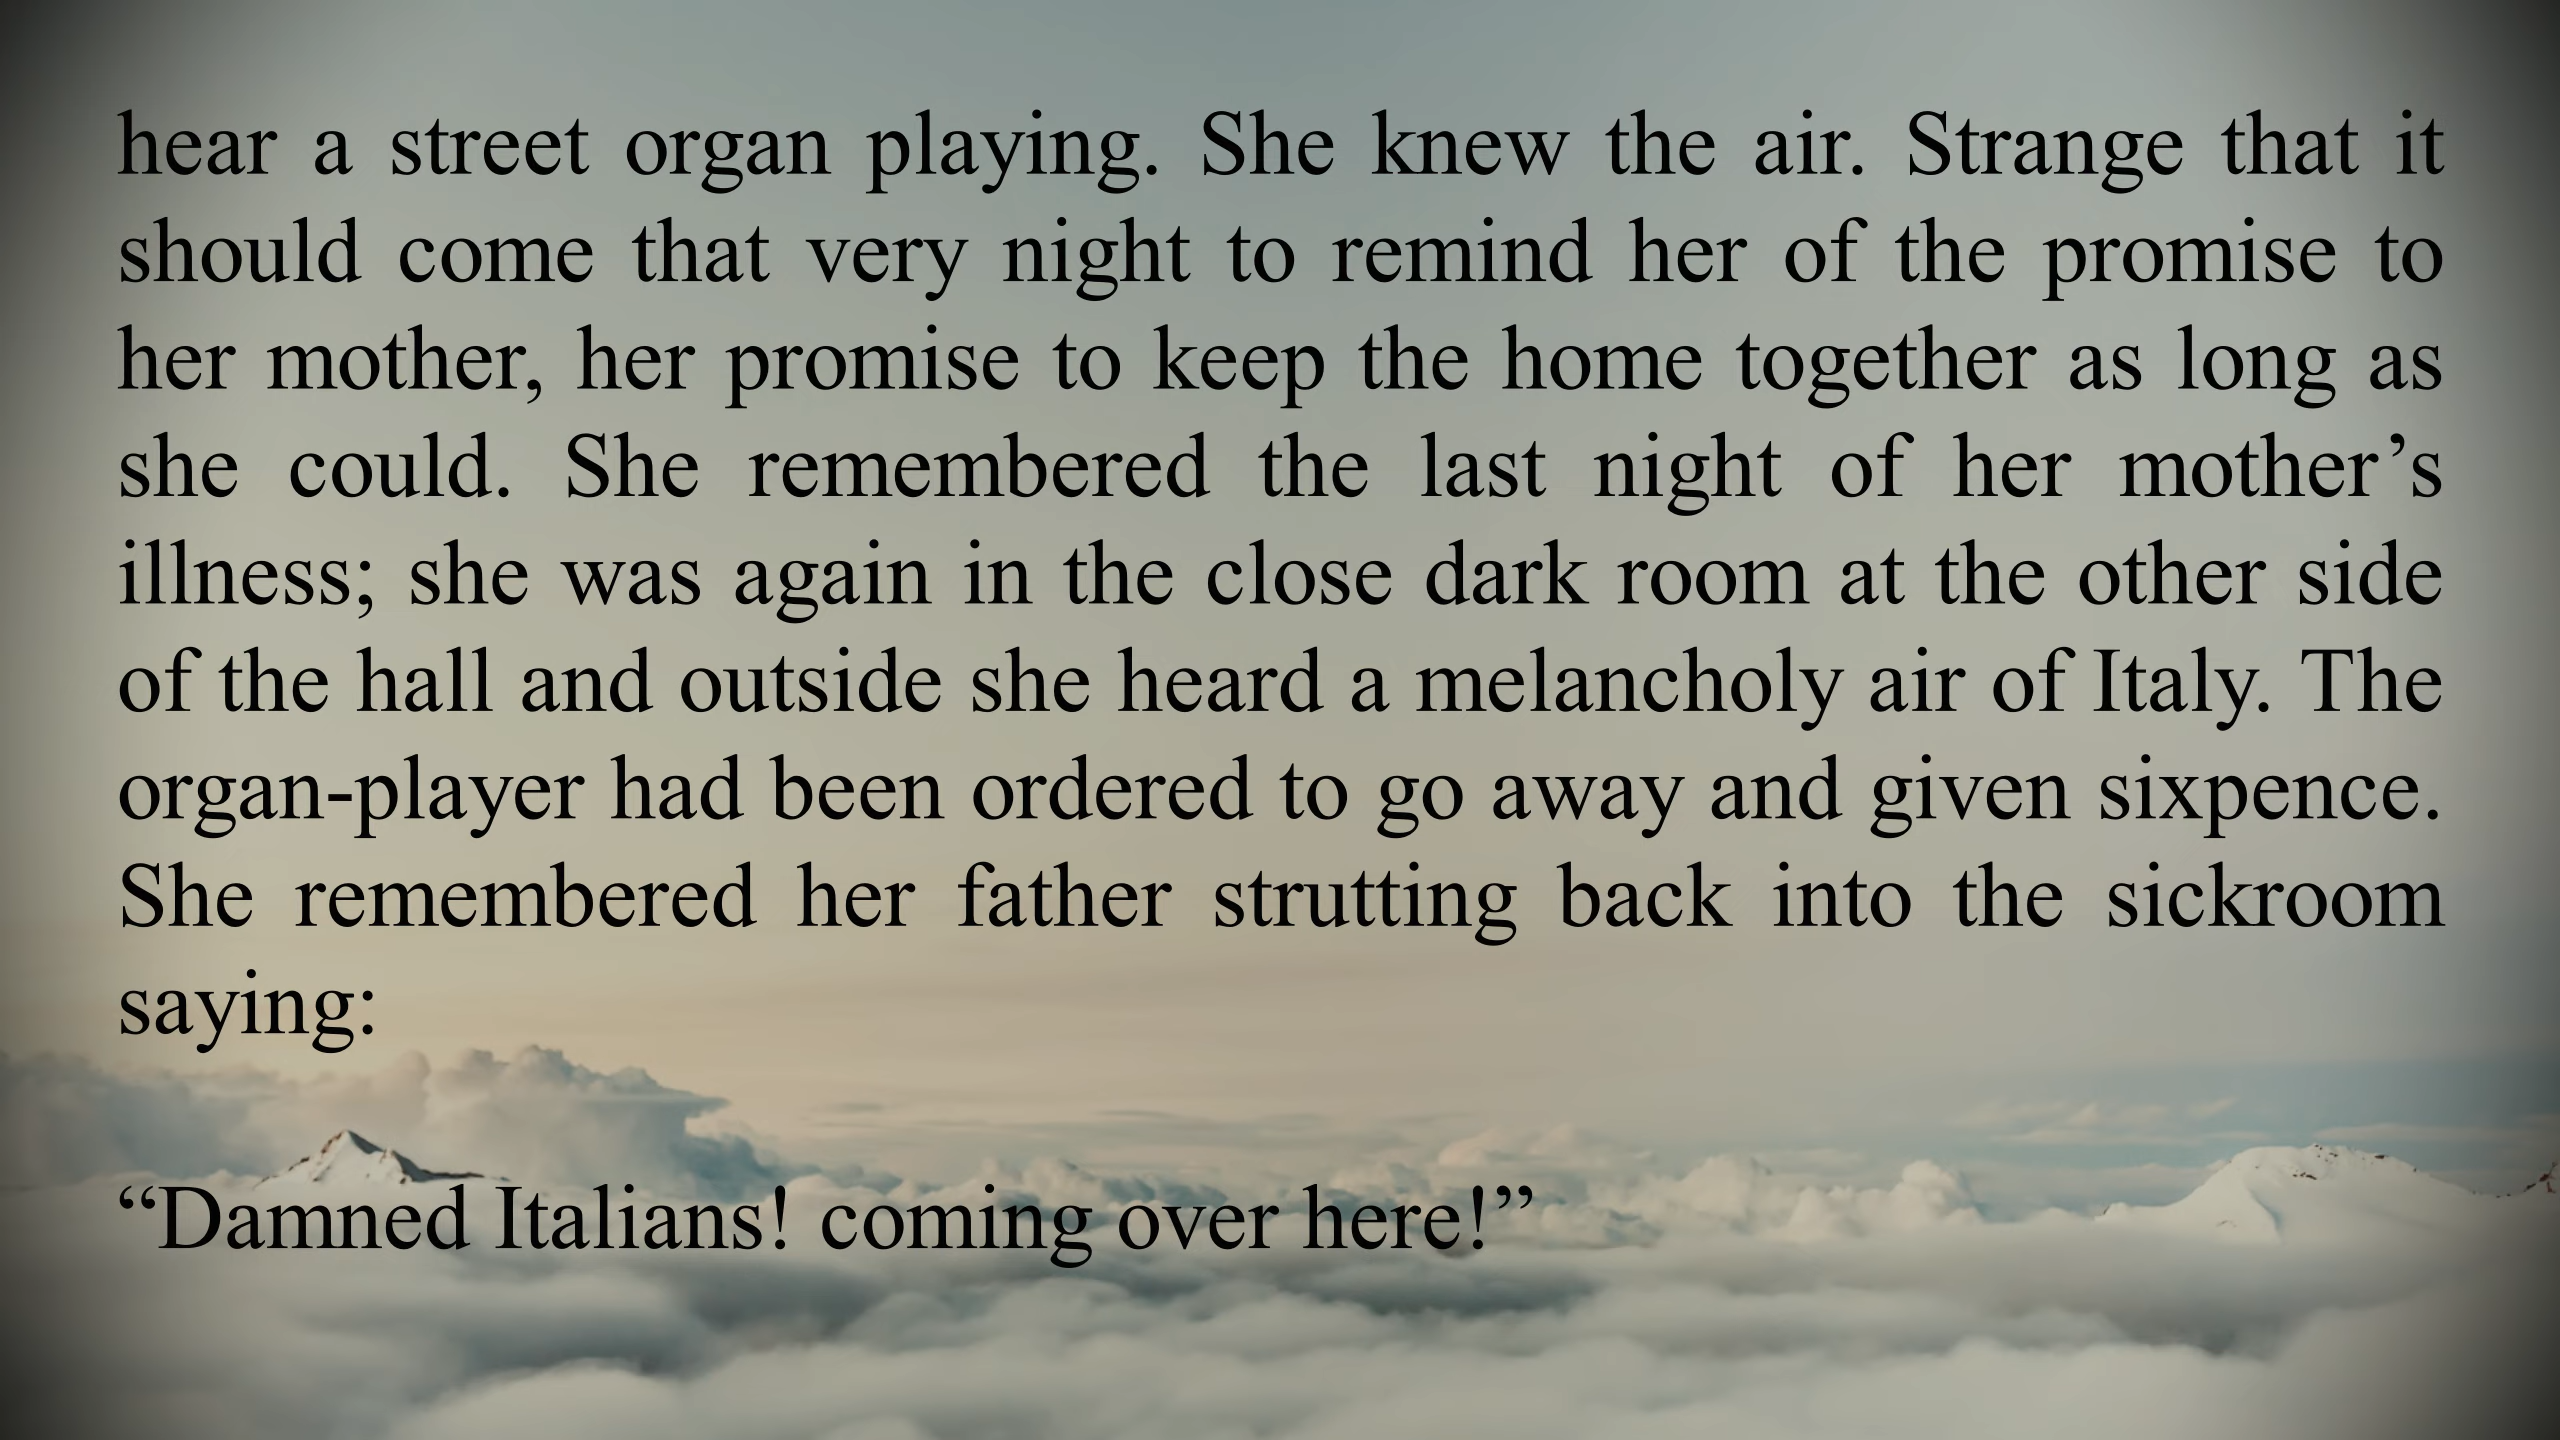 hear a street organ playing. She knew the air. Strange that it
should come that very night to remind her of the promise to
her mother, her promise to keep the home together as long as
she could. She remembered the last night of her mother’s
illness; she was again in the close dark room at the other side
of the hall and outside she heard a melancholy air of Italy. The
organ-player had been ordered to go away and given sixpence.
She remembered her father strutting back into the sickroom
saying:
“Damned Italians! coming over here!”